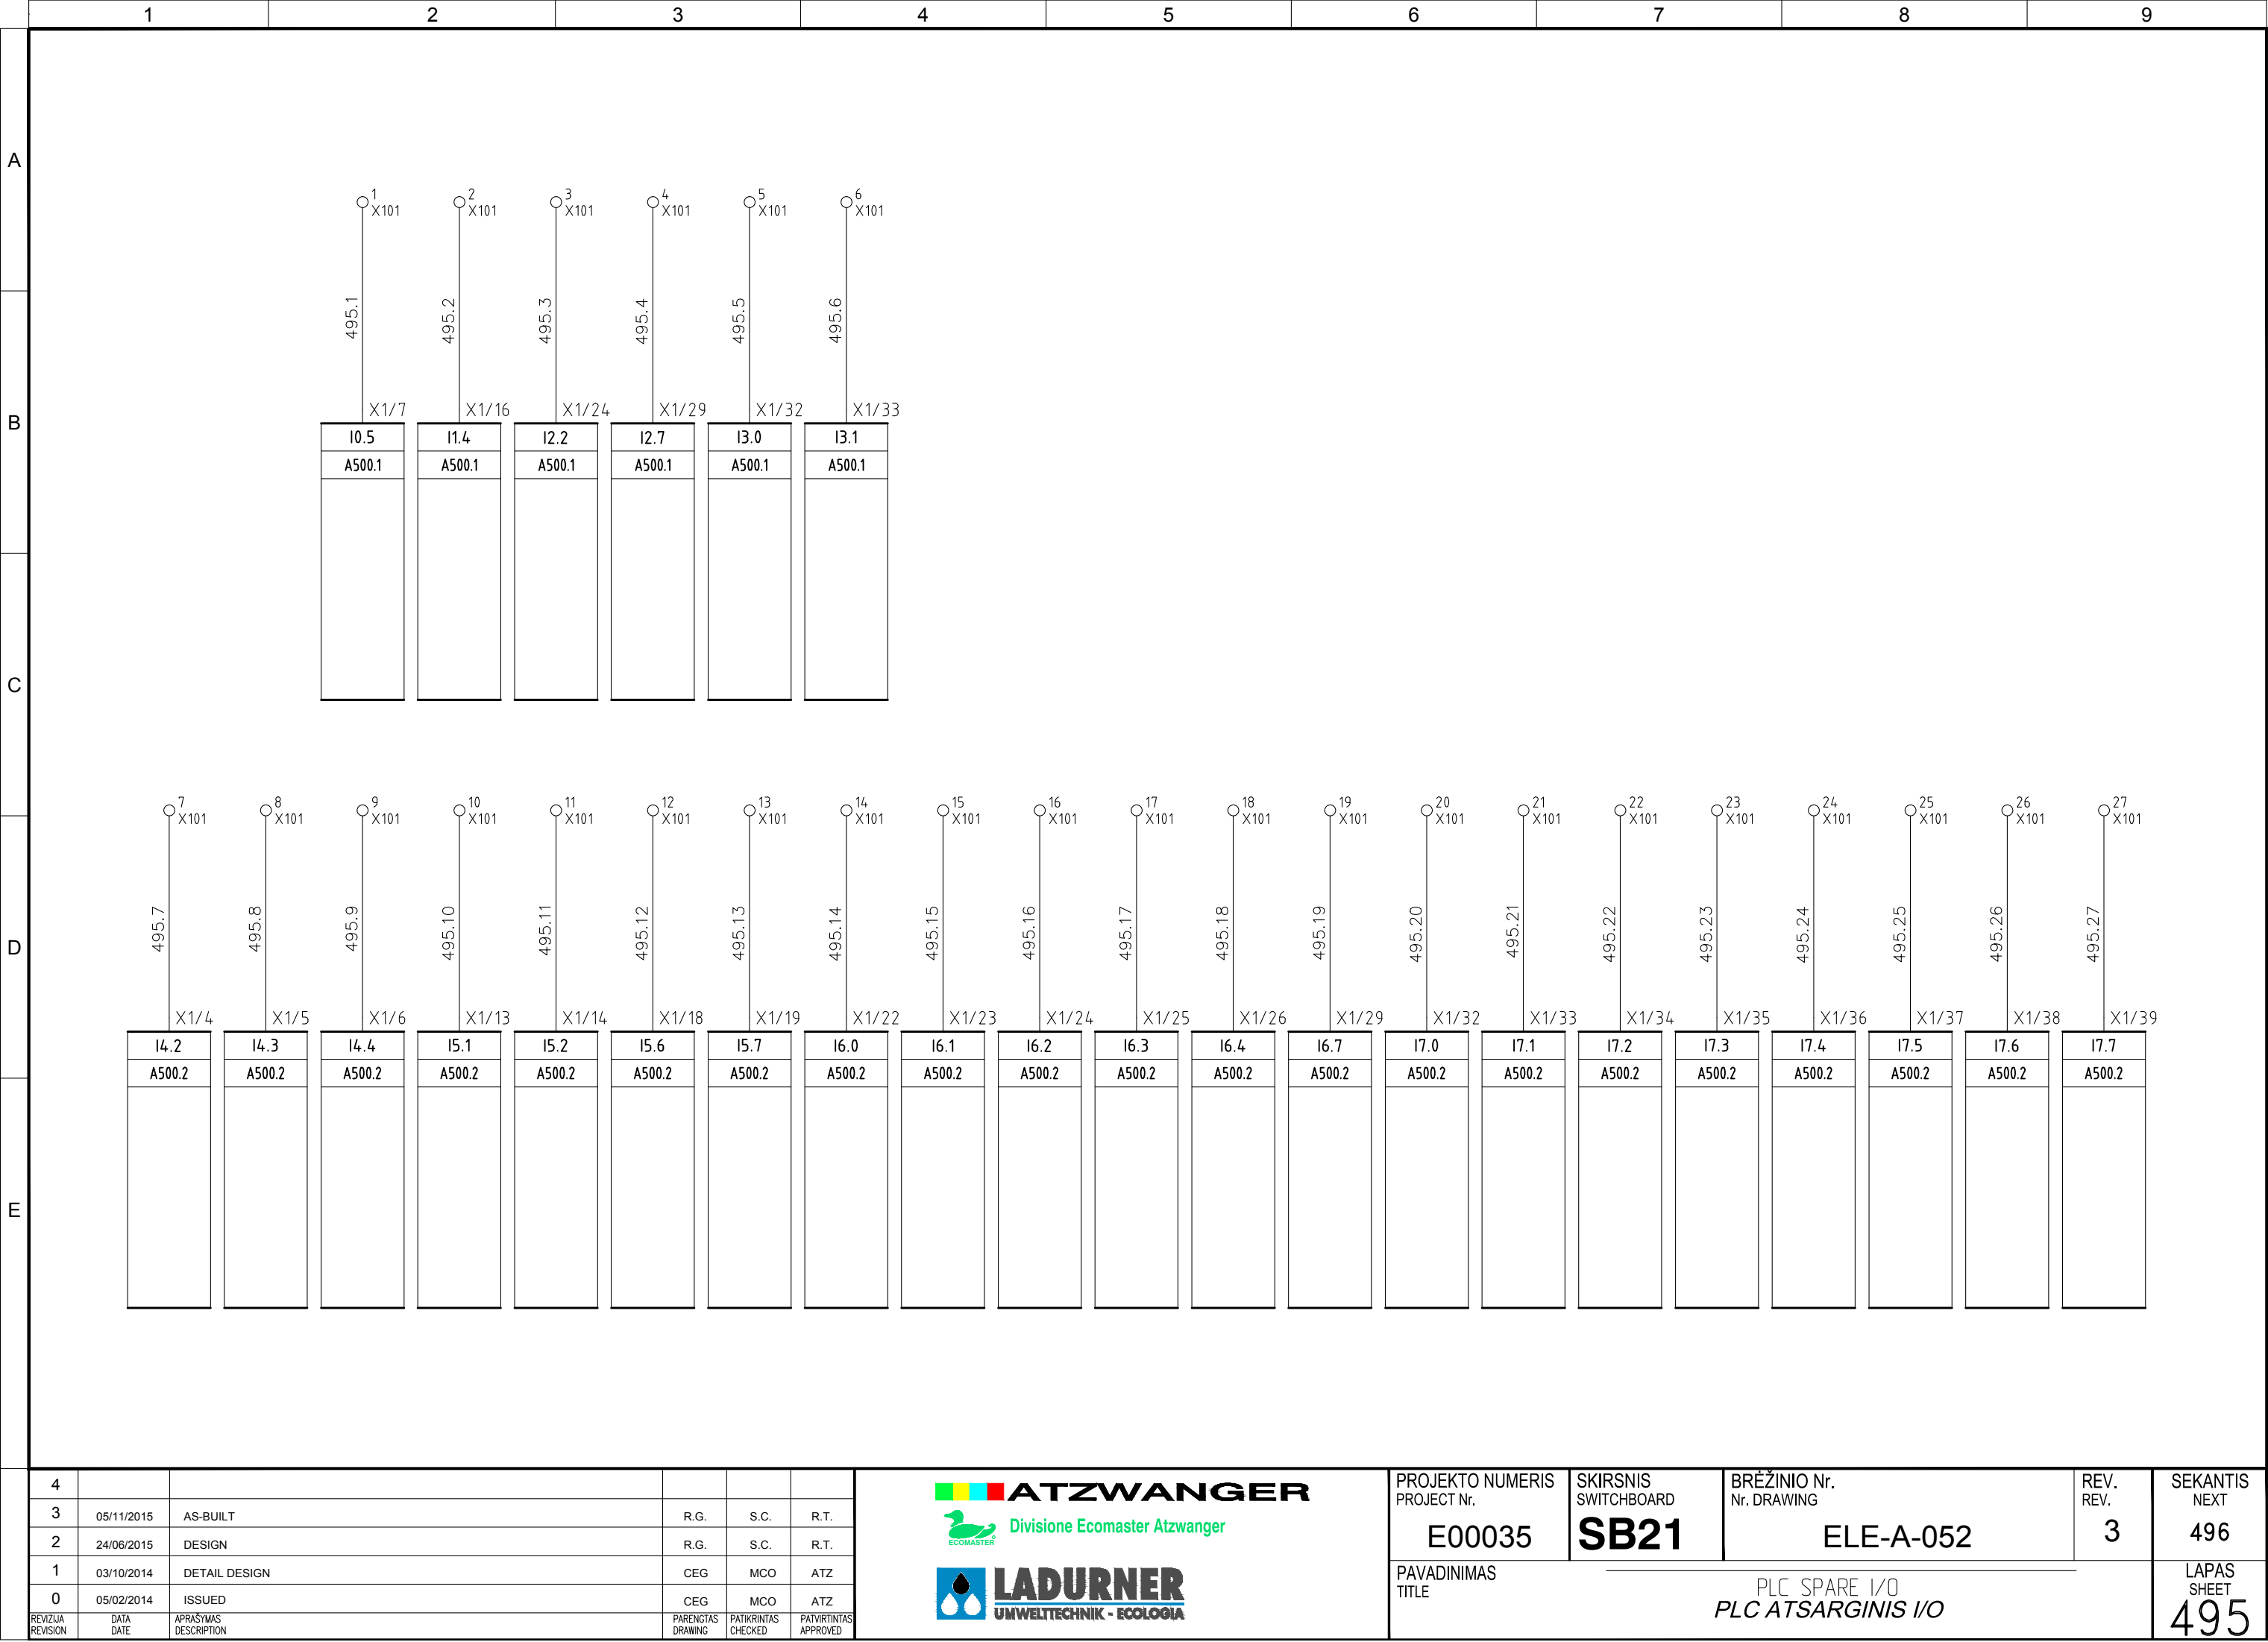 1 2 3 4 5 6 7 8 9
A
1 2 3 4 5 6
X101 X101 X101 X101 X101 X101
495.1 495.2 495.3 495.4 495.5 495.6
B
X1/7 X1/16 X1/24 X1/29 X1/32 X1/33
I0.5 I1.4 I2.2 I2.7 I3.0 I3.1
A500.1 A500.1 A500.1 A500.1 A500.1 A500.1
C
7 8 9 10 11 12 13 14 15 16 17 18 19 20 21 22 23 24 25 26 27
X101 X101 X101 X101 X101 X101 X101 X101 X101 X101 X101 X101 X101 X101 X101 X101 X101 X101 X101 X101 X101
495.7 495.8 495.9 495.10 495.11 495.12 495.13 495.14 495.15 495.16 495.17 495.18 495.19 495.20 495.21 495.22 495.23 495.24 495.25 495.26 495.27
D
X1/4 X1/5 X1/6 X1/13 X1/14 X1/18 X1/19 X1/22 X1/23 X1/24 X1/25 X1/26 X1/29 X1/32 X1/33 X1/34 X1/35 X1/36 X1/37 X1/38 X1/39
I4.2 I4.3 I4.4 I5.1 I5.2 I5.6 I5.7 I6.0 I6.1 I6.2 I6.3 I6.4 I6.7 I7.0 I7.1 I7.2 I7.3 I7.4 I7.5 I7.6 I7.7
A500.2 A500.2 A500.2 A500.2 A500.2 A500.2 A500.2 A500.2 A500.2 A500.2 A500.2 A500.2 A500.2 A500.2 A500.2 A500.2 A500.2 A500.2 A500.2 A500.2 A500.2
E
4
3 05/11/2015 AS-BUILT R.G. S.C. R.T.
2 24/06/2015 DESIGN R.G. S.C. R.T.
1 03/10/2014 DETAIL DESIGN CEG MCO ATZ
0 05/02/2014 ISSUED CEG MCO ATZ
REVIZIJA DATA APRAŠYMAS PARENGTAS PATIKRINTAS PATVIRTINTAS
REVISION DATE DESCRIPTION DRAWING CHECKED APPROVED
ATZWANGER
Divisione Ecomaster Atzwanger
ECOMASTER
LADURNER
UMWELTTECHNIK - ECOLOGIA
PROJEKTO NUMERIS
PROJECT Nr.
E00035
SKIRSNIS
SWITCHBOARD
SB21
BRĖŽINIO Nr.
Nr. DRAWING
ELE-A-052
REV.
REV.
3
SEKANTIS
NEXT
496
PAVADINIMAS
TITLE
PLC SPARE I/O
PLC ATSARGINIS I/O
LAPAS
SHEET
495